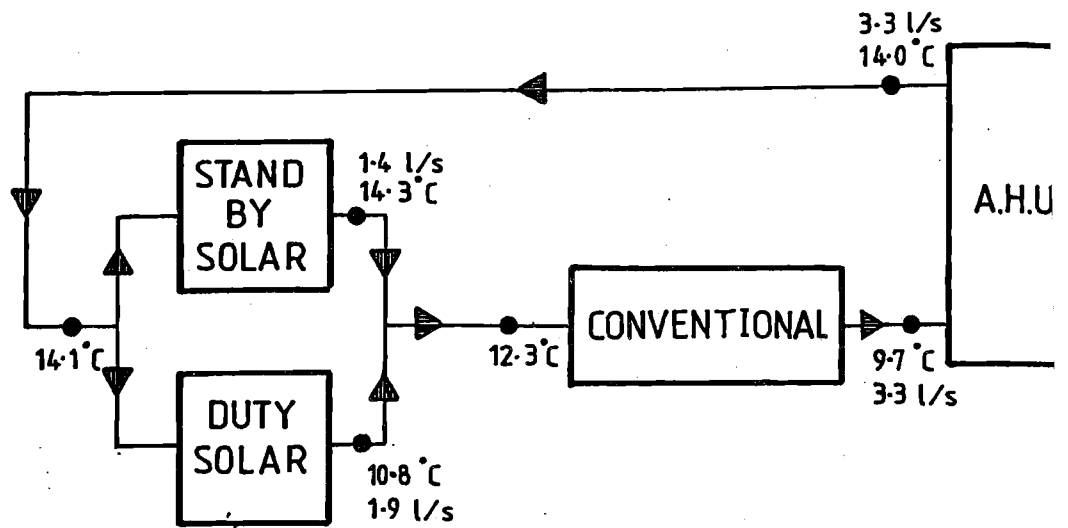 3.3 l/s
14.0°C
STAND
BY
SOLAR
1.4 l/s
14.3°C
A.H.U
14.1°C
12.3°C
CONVENTIONAL
9.7°C
3.3 l/s
DUTY
SOLAR
10.8°C
1.9 l/s